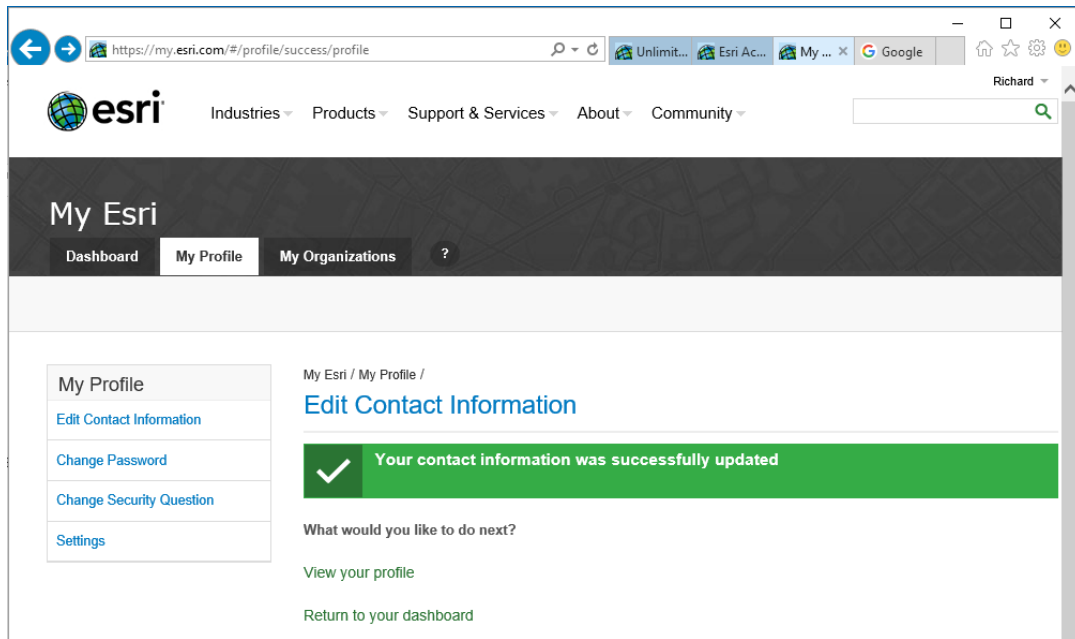 https://my.esri.com/#/profile/success/profile
Unlimit... Esri Ac... My ... Google
Richard
esri Industries Products Support & Services About Community
My Esri
Dashboard My Profile My Organizations ?
My Profile
Edit Contact Information
Change Password
Change Security Question
Settings
My Esri / My Profile /
Edit Contact Information
Your contact information was successfully updated
What would you like to do next?
View your profile
Return to your dashboard